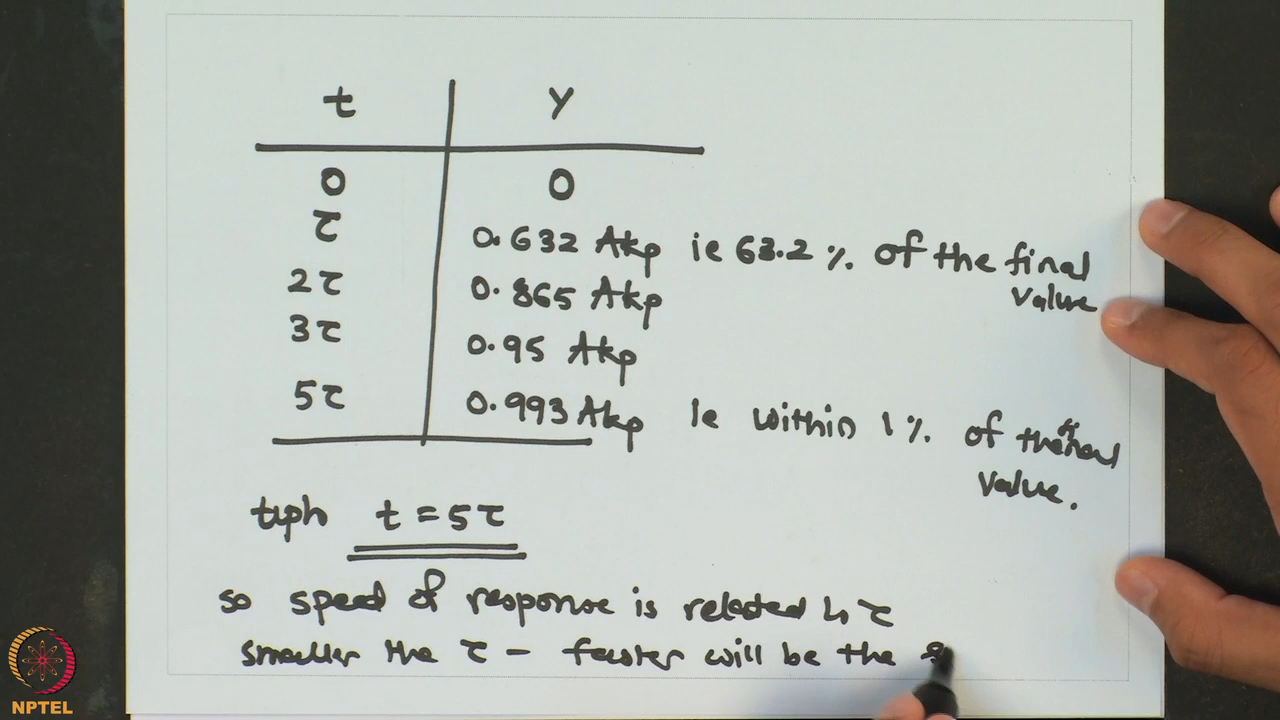 t y
0 0
τ 0.632 Akp ie 63.2 % of the final
value
2τ 0.865 Akp
3τ 0.95 Akp
5τ 0.993 Akp ie within 1 % of the
value.
t = 5τ
so speed of response is related to τ
smaller the τ - faster will be the
NPTEL